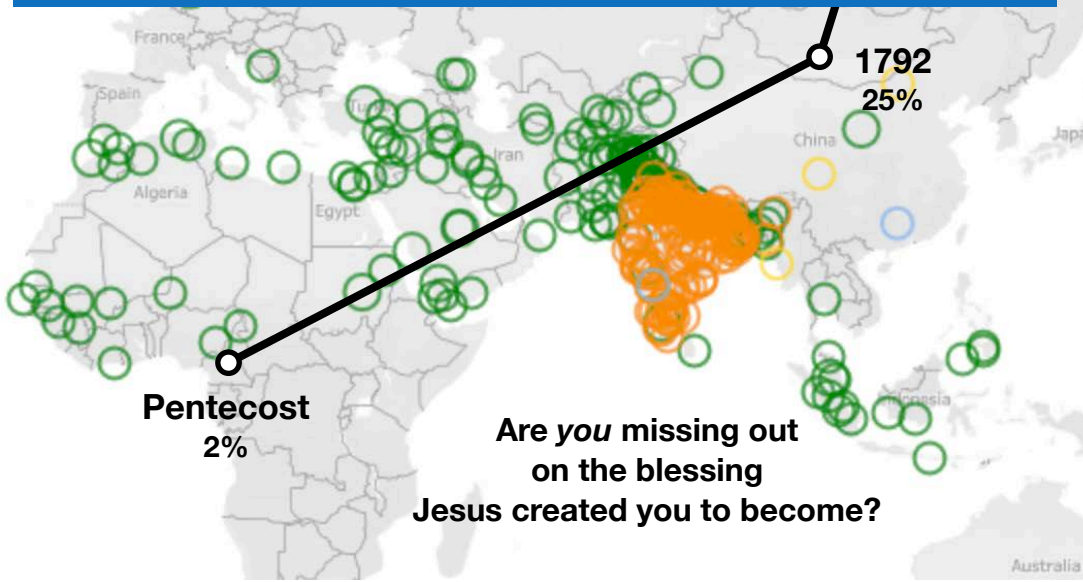 France
1792
25%
Spain
China
Iran
Algeria
Egypt
Pentecost
2%
Are you missing out
on the blessing
Jesus created you to become?
Australia